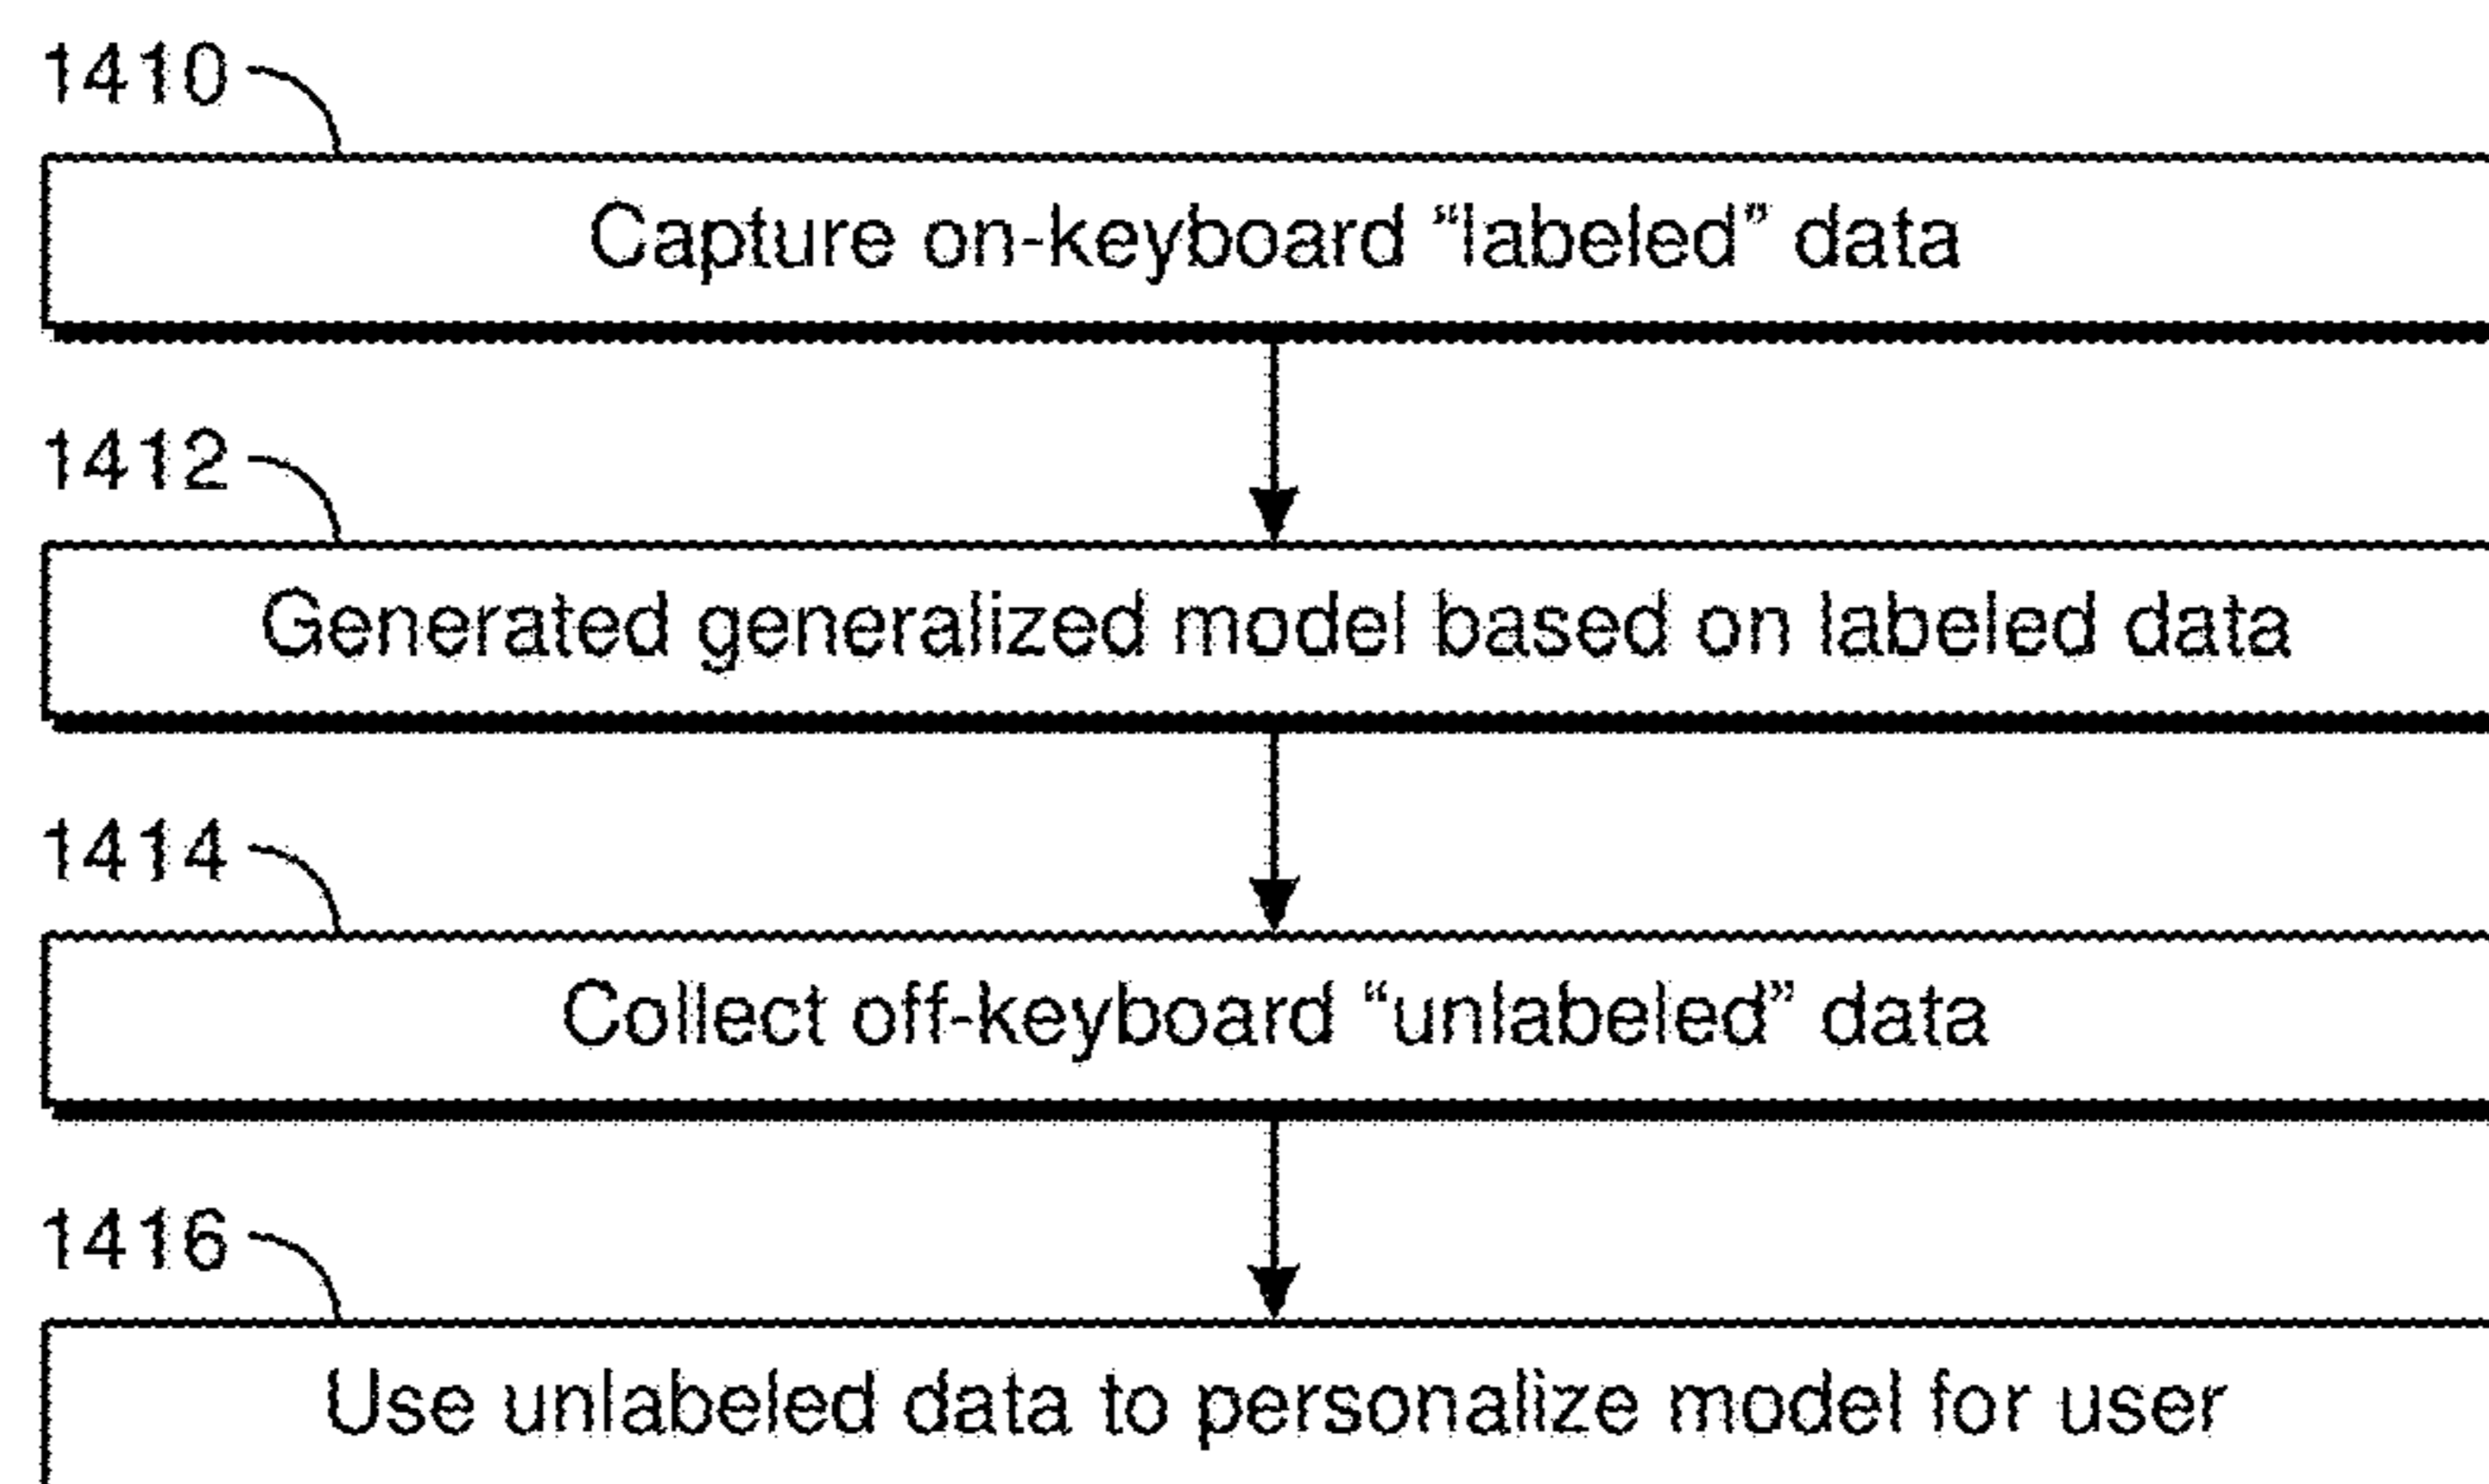 1410
Capture on-keyboard “labeled” data
1412
Generated generalized model based on labeled data
1414
Collect off-keyboard “unlabeled” data
1416
Use unlabeled data to personalize model for user